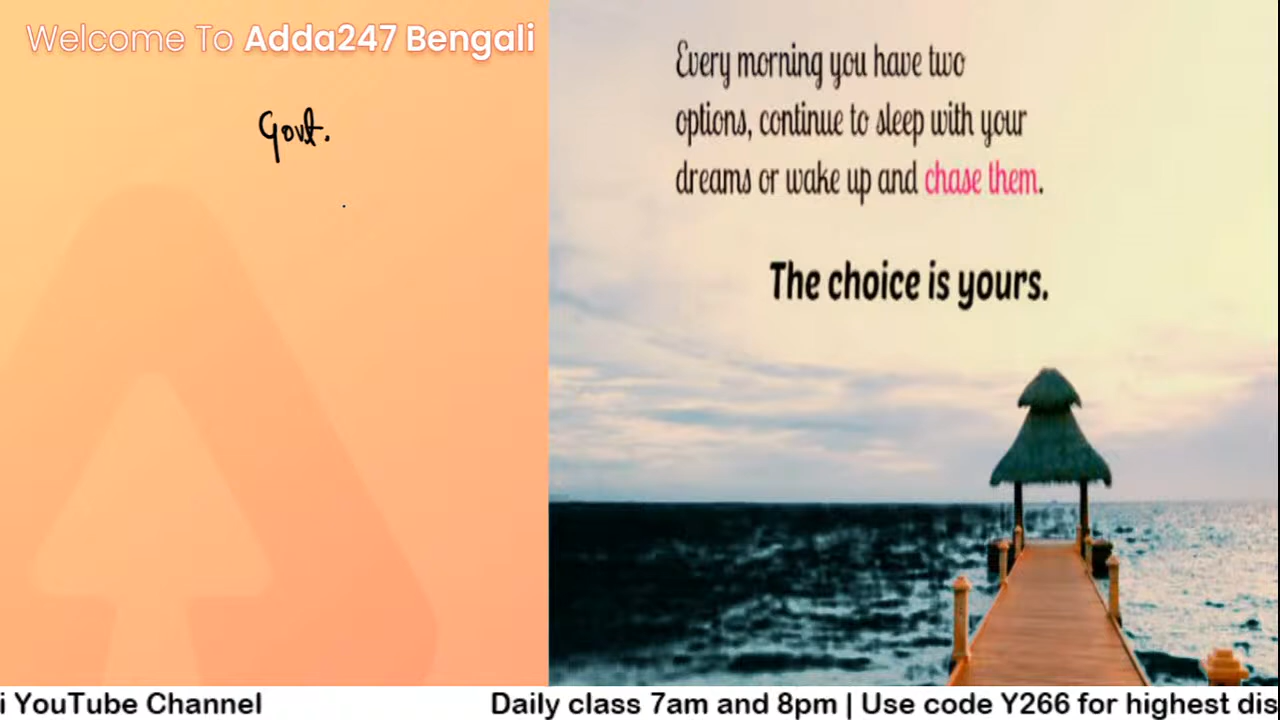 Welcome To Adda247 Bengali
Govt.
Every morning you have two
options, continue to sleep with your
dreams or wake up and chase them.
The choice is yours.
i YouTube Channel
Daily class 7am and 8pm | Use code Y266 for highest dis